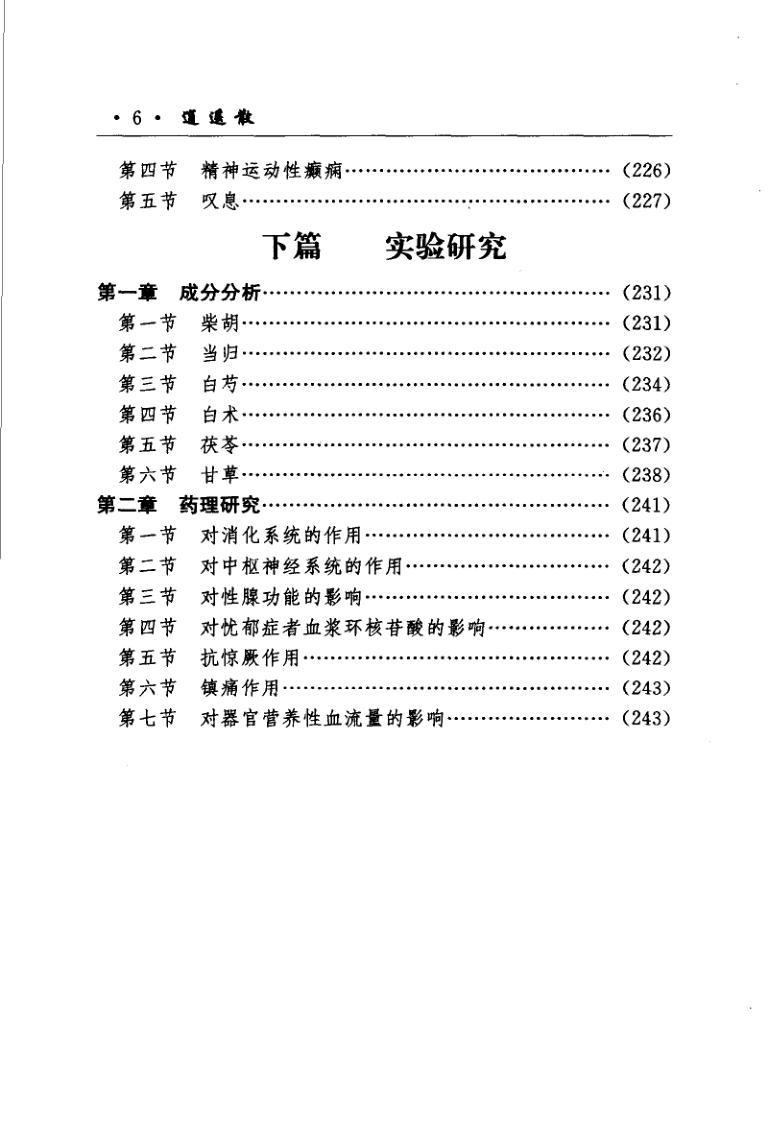 ·6· 逍遥散
第四节 精神运动性癫痫…………………………………(226)
第五节 叹息………………………………………………(227)
下篇 实验研究
第一章 成分分析……………………………………………(231)
第一节 柴胡………………………………………………(231)
第二节 当归………………………………………………(232)
第三节 白芍………………………………………………(234)
第四节 白术………………………………………………(236)
第五节 茯苓………………………………………………(237)
第六节 甘草………………………………………………(238)
第二章 药理研究……………………………………………(241)
第一节 对消化系统的作用………………………………(241)
第二节 对中枢神经系统的作用…………………………(242)
第三节 对性腺功能的影响………………………………(242)
第四节 对忧郁症者血浆环核苷酸的影响………………(242)
第五节 抗惊厥作用………………………………………(242)
第六节 镇痛作用…………………………………………(243)
第七节 对器官营养性血流量的影响……………………(243)